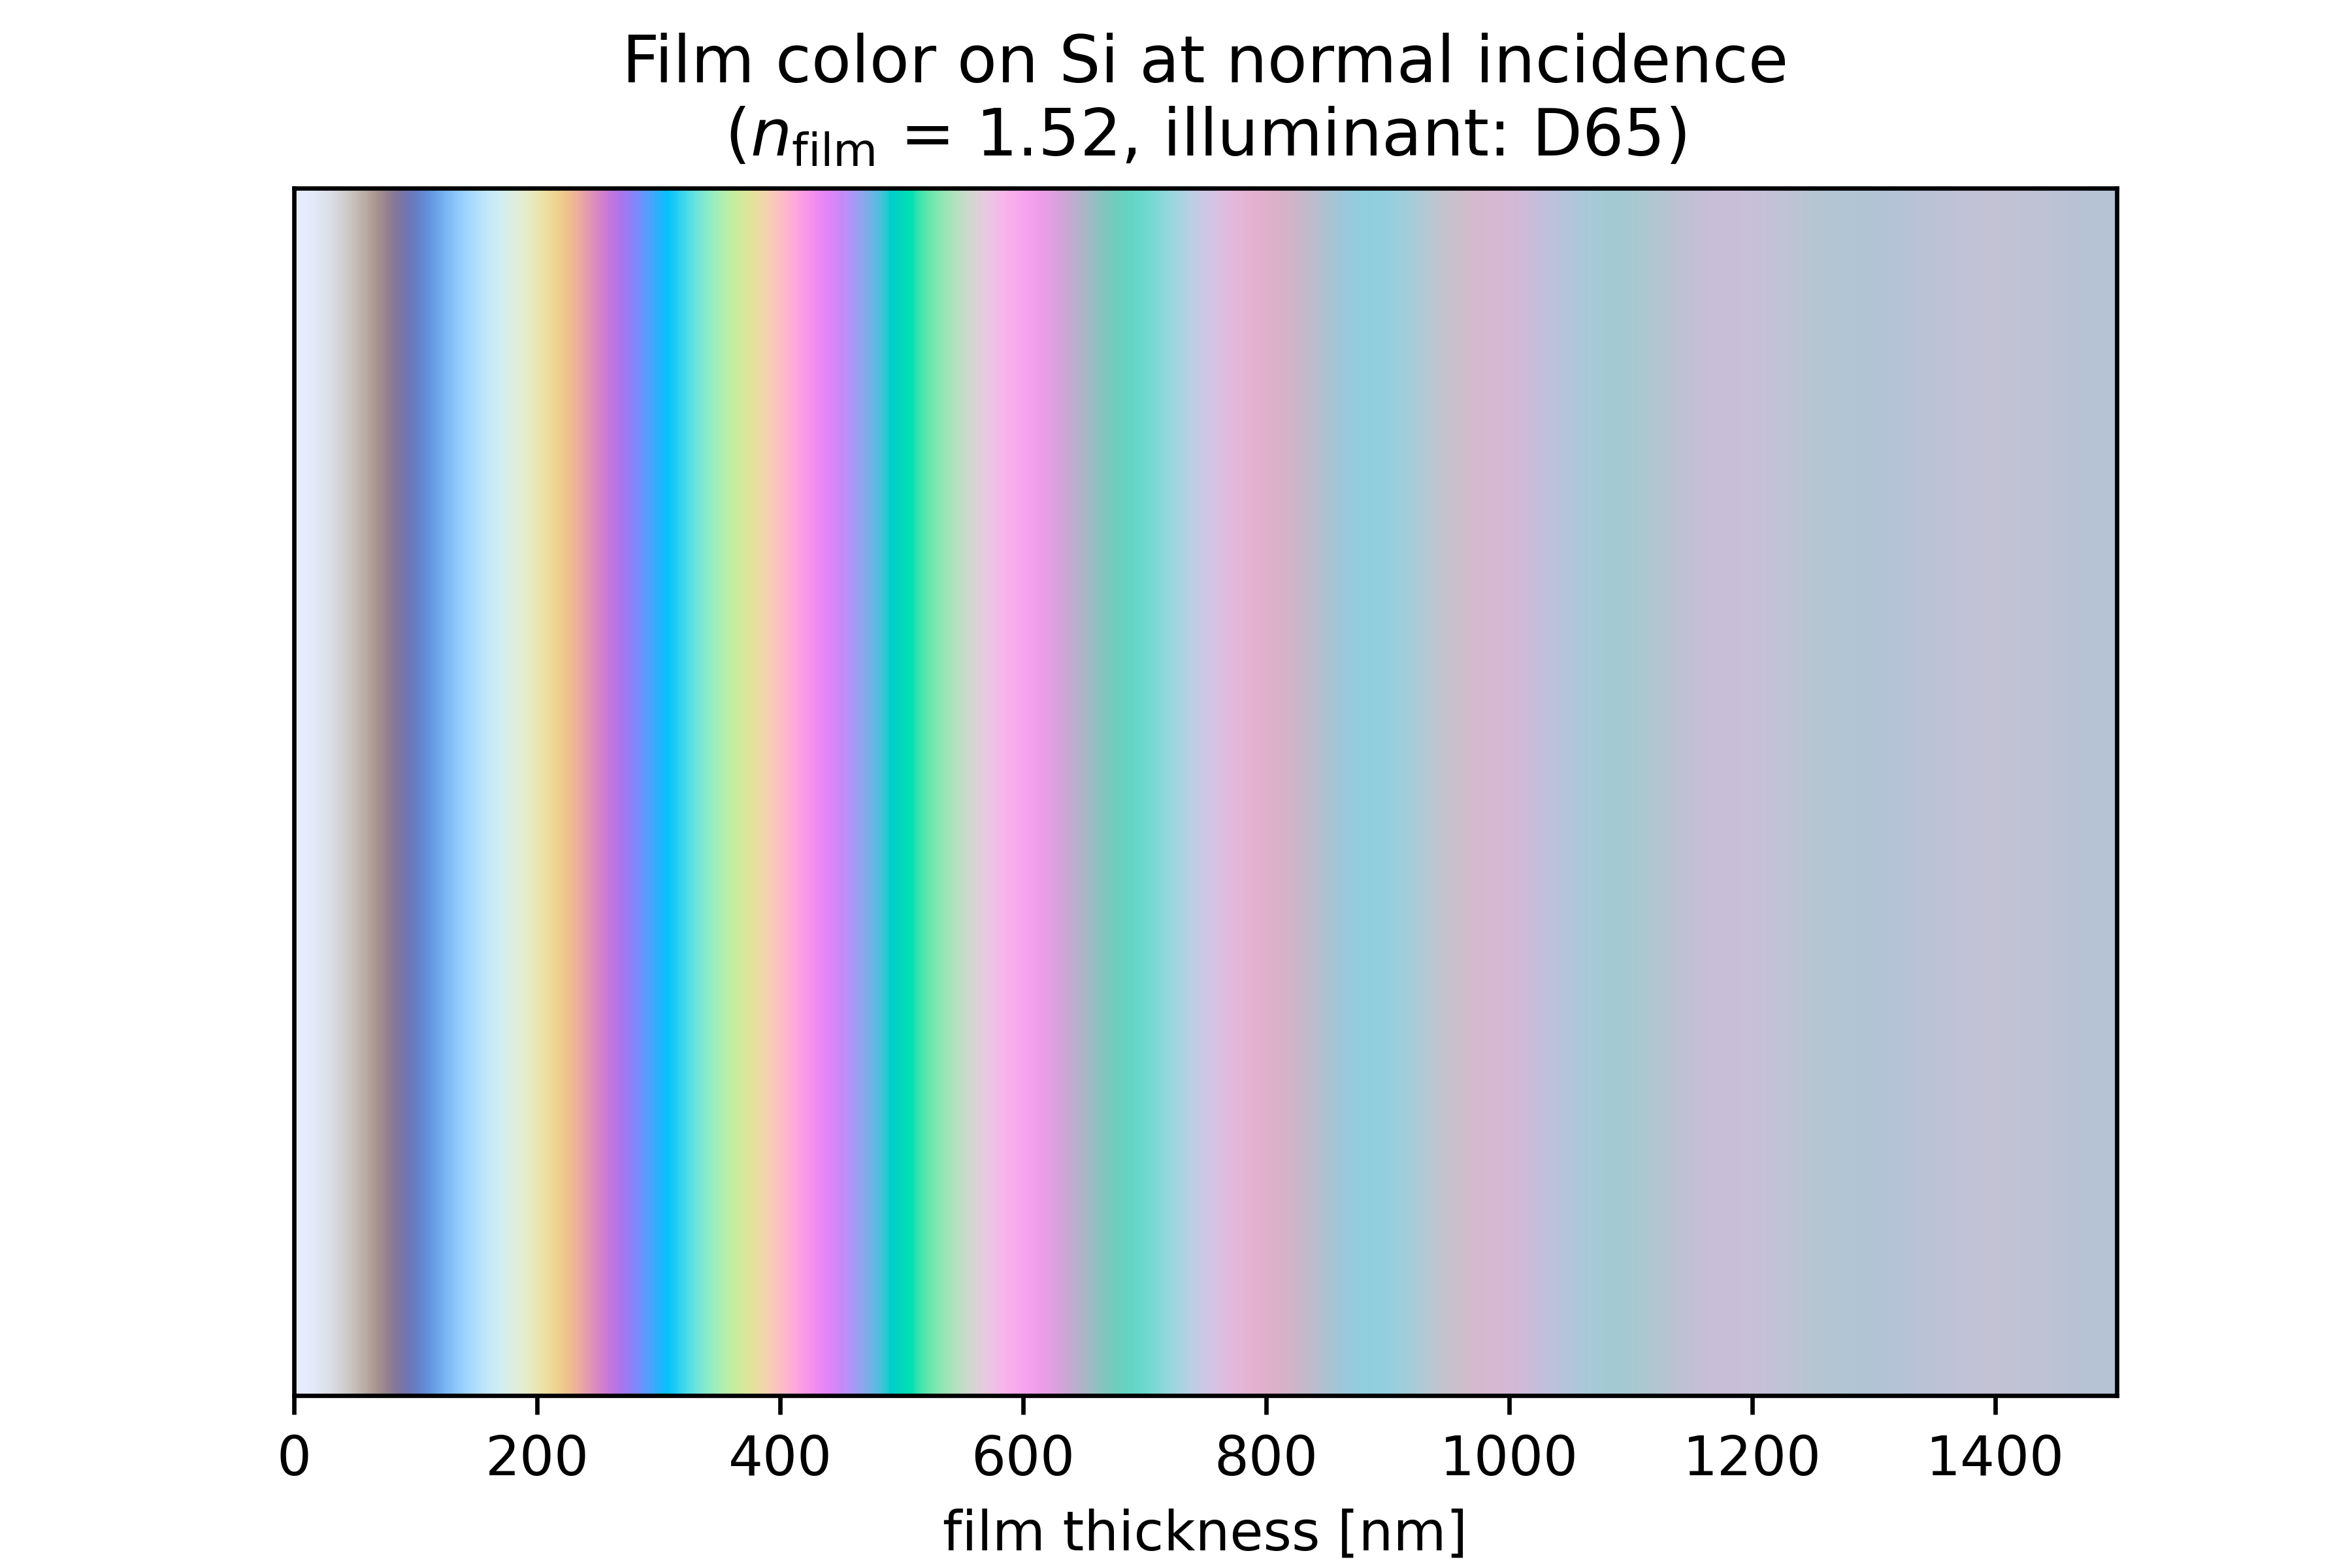 Film color on Si at normal incidence
(n_film = 1.52, illuminant: D65)
0 200 400 600 800 1000 1200 1400
film thickness [nm]